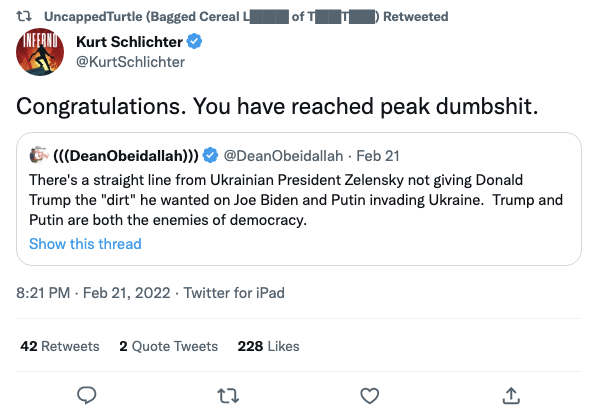 UncappedTurtle (Bagged Cereal L of T T ) Retweeted
INFERNO
Kurt Schlichter
@KurtSchlichter
Congratulations. You have reached peak dumbshit.
(((DeanObeidallah))) @DeanObeidallah · Feb 21
There's a straight line from Ukrainian President Zelensky not giving Donald
Trump the "dirt" he wanted on Joe Biden and Putin invading Ukraine. Trump and
Putin are both the enemies of democracy.
Show this thread
8:21 PM · Feb 21, 2022 · Twitter for iPad
42 Retweets 2 Quote Tweets 228 Likes